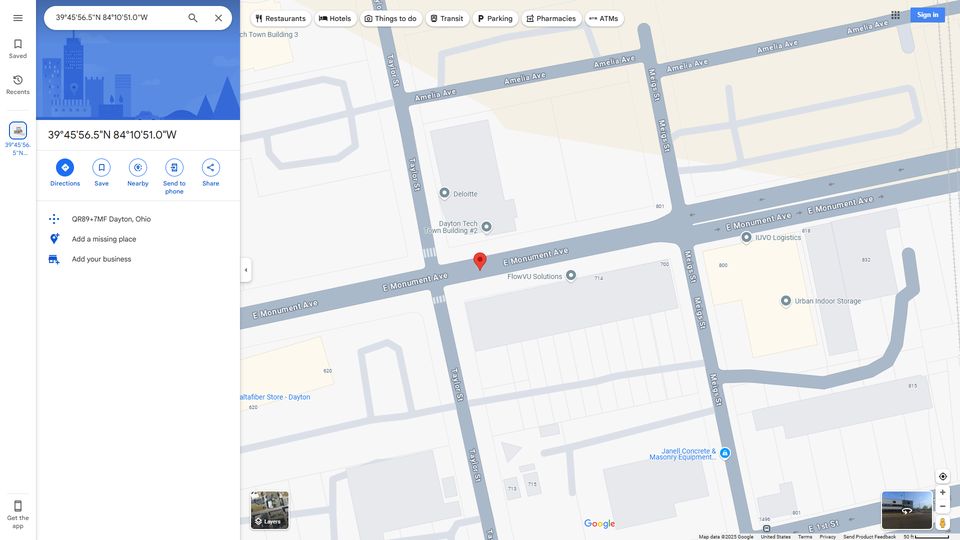 39°45'56.5"N 84°10'51.0"W
Restaurants
Hotels
Things to do
Transit
Parking
Pharmacies
ATMs
Sign in
Saved
Recents
39°45'56.
5"N...
39°45'56.5"N 84°10'51.0"W
Directions
Save
Nearby
Send to
phone
Share
QR89+7MF Dayton, Ohio
Add a missing place
Add your business
Get the
app
ch Town Building 3
Taylor St
Amelia Ave
Amelia Ave
Amelia Ave
Amelia Ave
Amelia Ave
Meigs St
Meigs St
Taylor St
Deloitte
Dayton Tech
Town Building #2
801
E Monument Ave
E Monument Ave
IUVO Logistics
818
E Monument Ave
FlowVU Solutions
714
700
800
832
E Monument Ave
E Monument Ave
Meigs St
Urban Indoor Storage
Meigs St
620
620
altafiber Store - Dayton
Taylor St
Meigs St
815
Janell Concrete &
Masonry Equipment...
Taylor St
713
715
1496
E 1st St
Layers
Google
Map data ©2025 Google
United States
Terms
Privacy
Send Product Feedback
50 ft